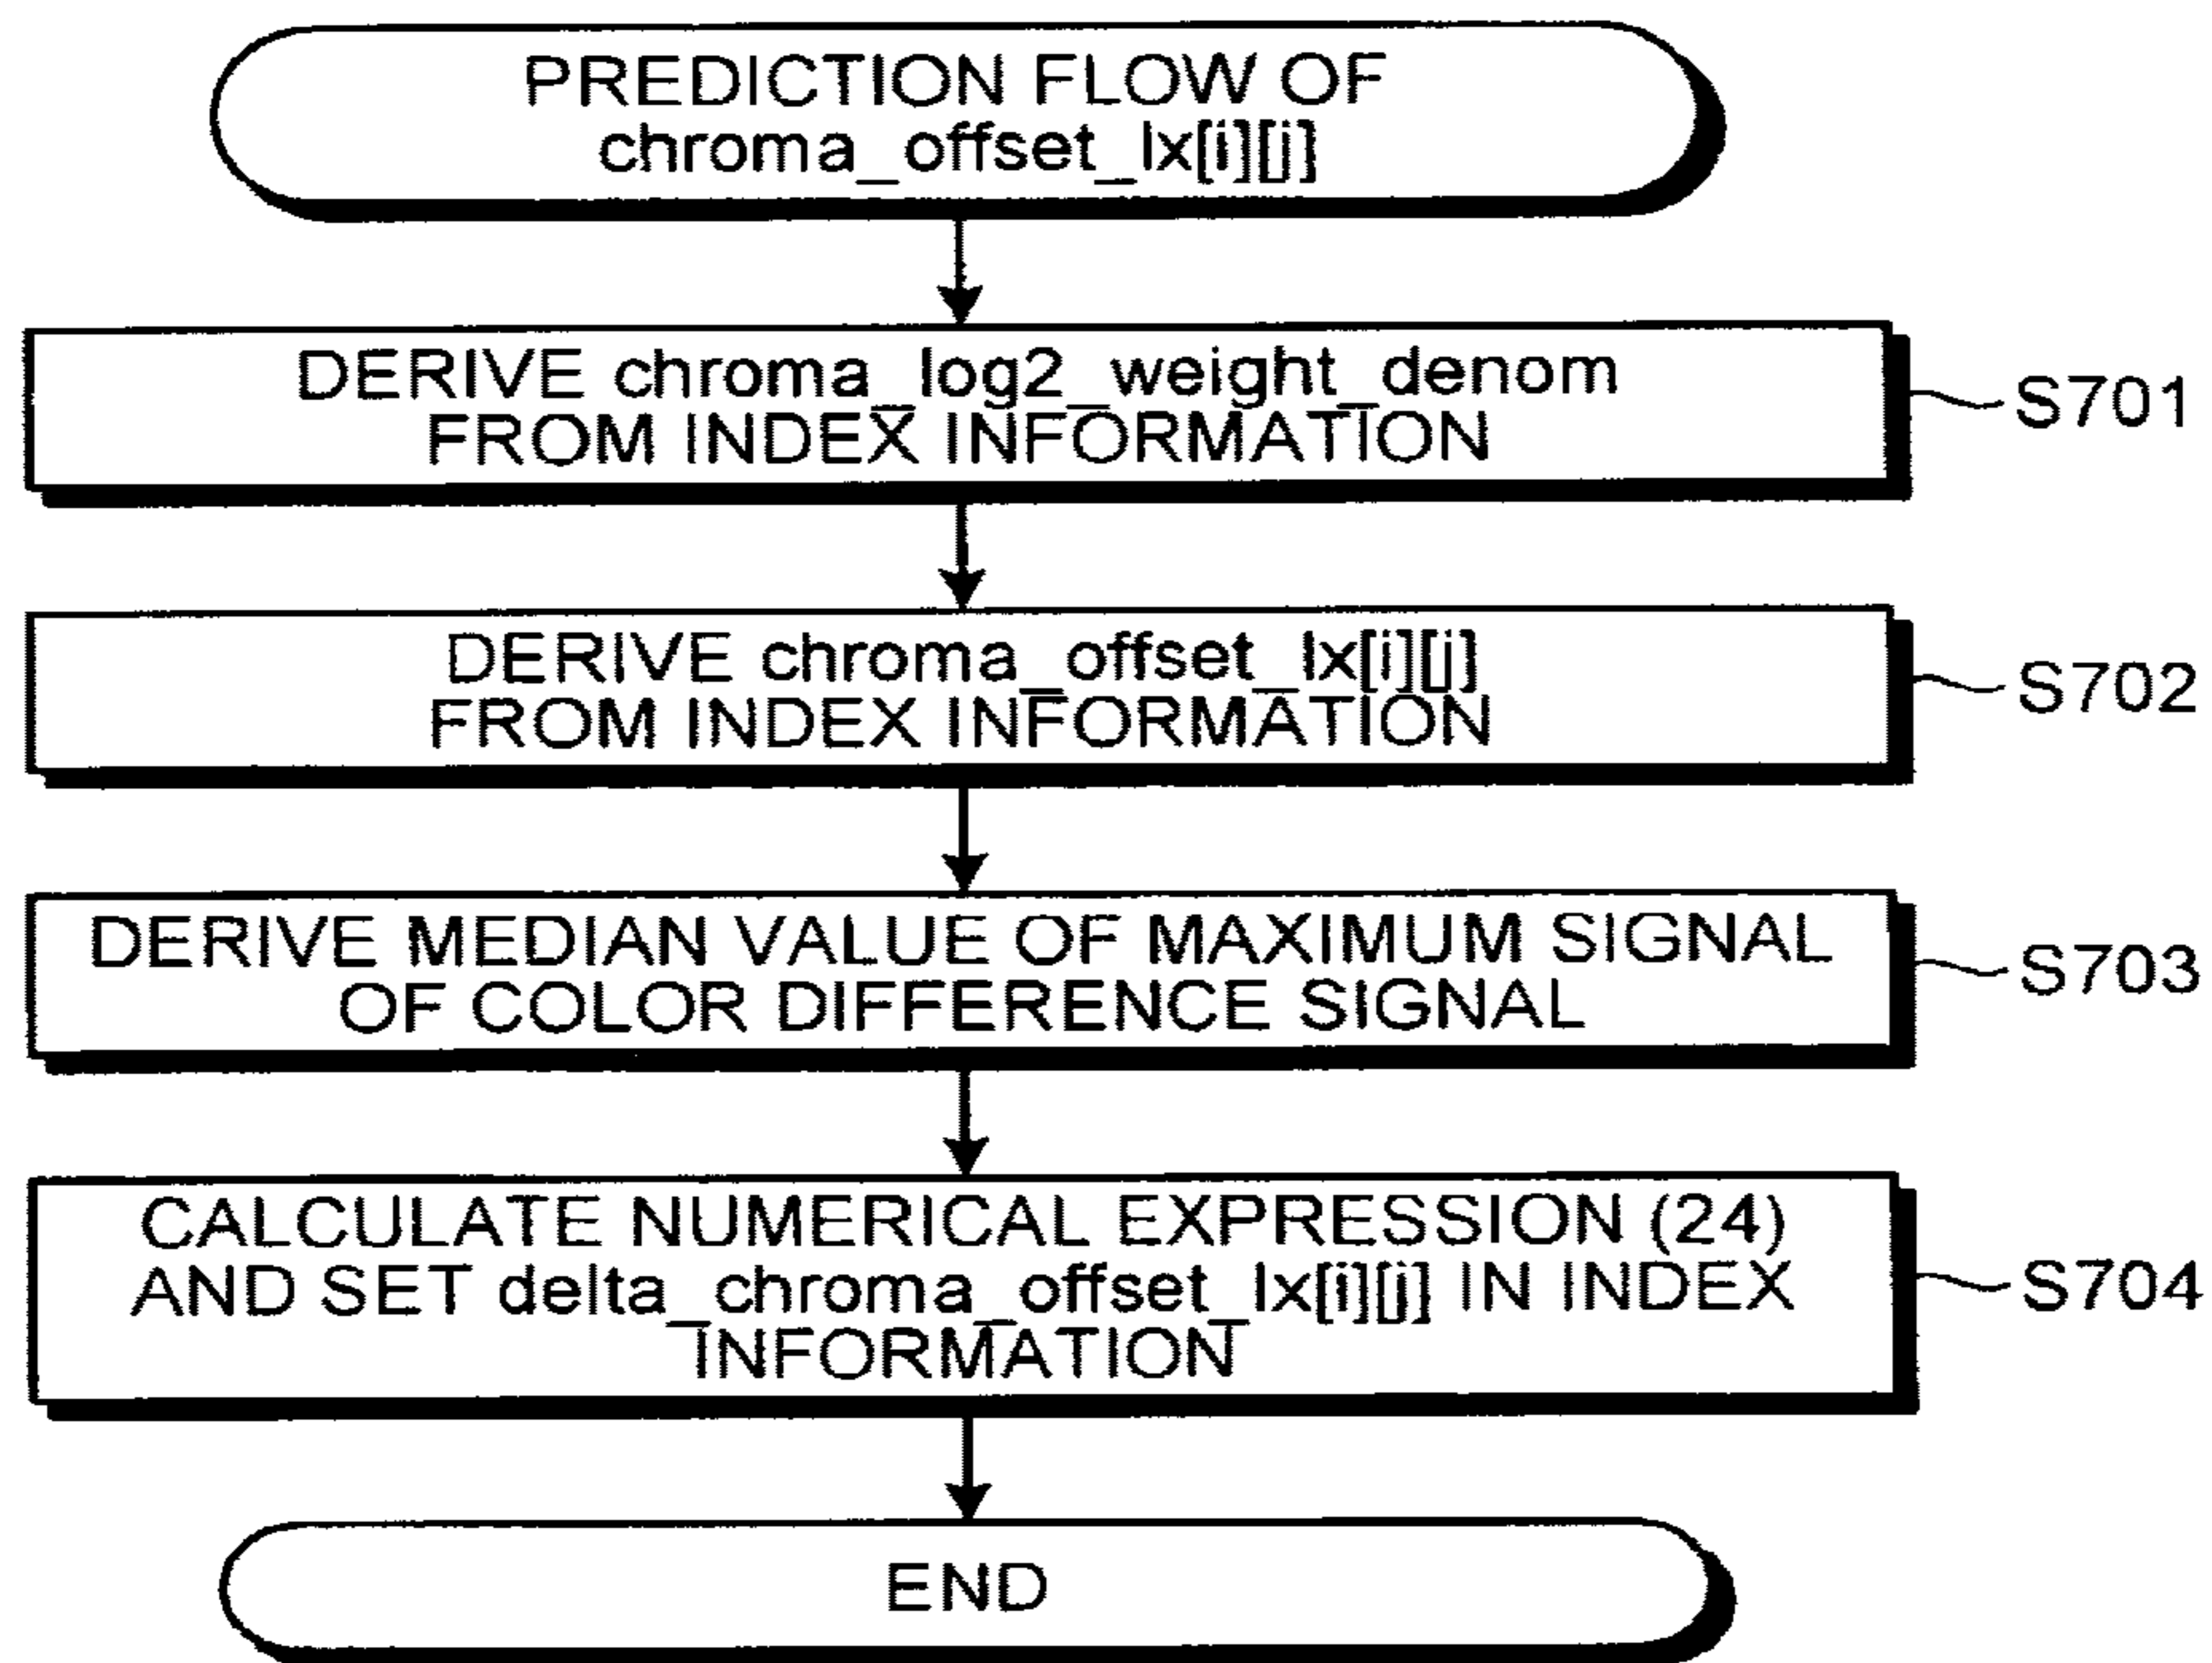 PREDICTION FLOW OF
chroma_offset_lx[i][j]
DERIVE chroma_log2_weight_denom
FROM INDEX INFORMATION
S701
DERIVE chroma_offset_lx[i][j]
FROM INDEX INFORMATION
S702
DERIVE MEDIAN VALUE OF MAXIMUM SIGNAL
OF COLOR DIFFERENCE SIGNAL
S703
CALCULATE NUMERICAL EXPRESSION (24)
AND SET delta_chroma_offset_lx[i][j] IN INDEX
INFORMATION
S704
END